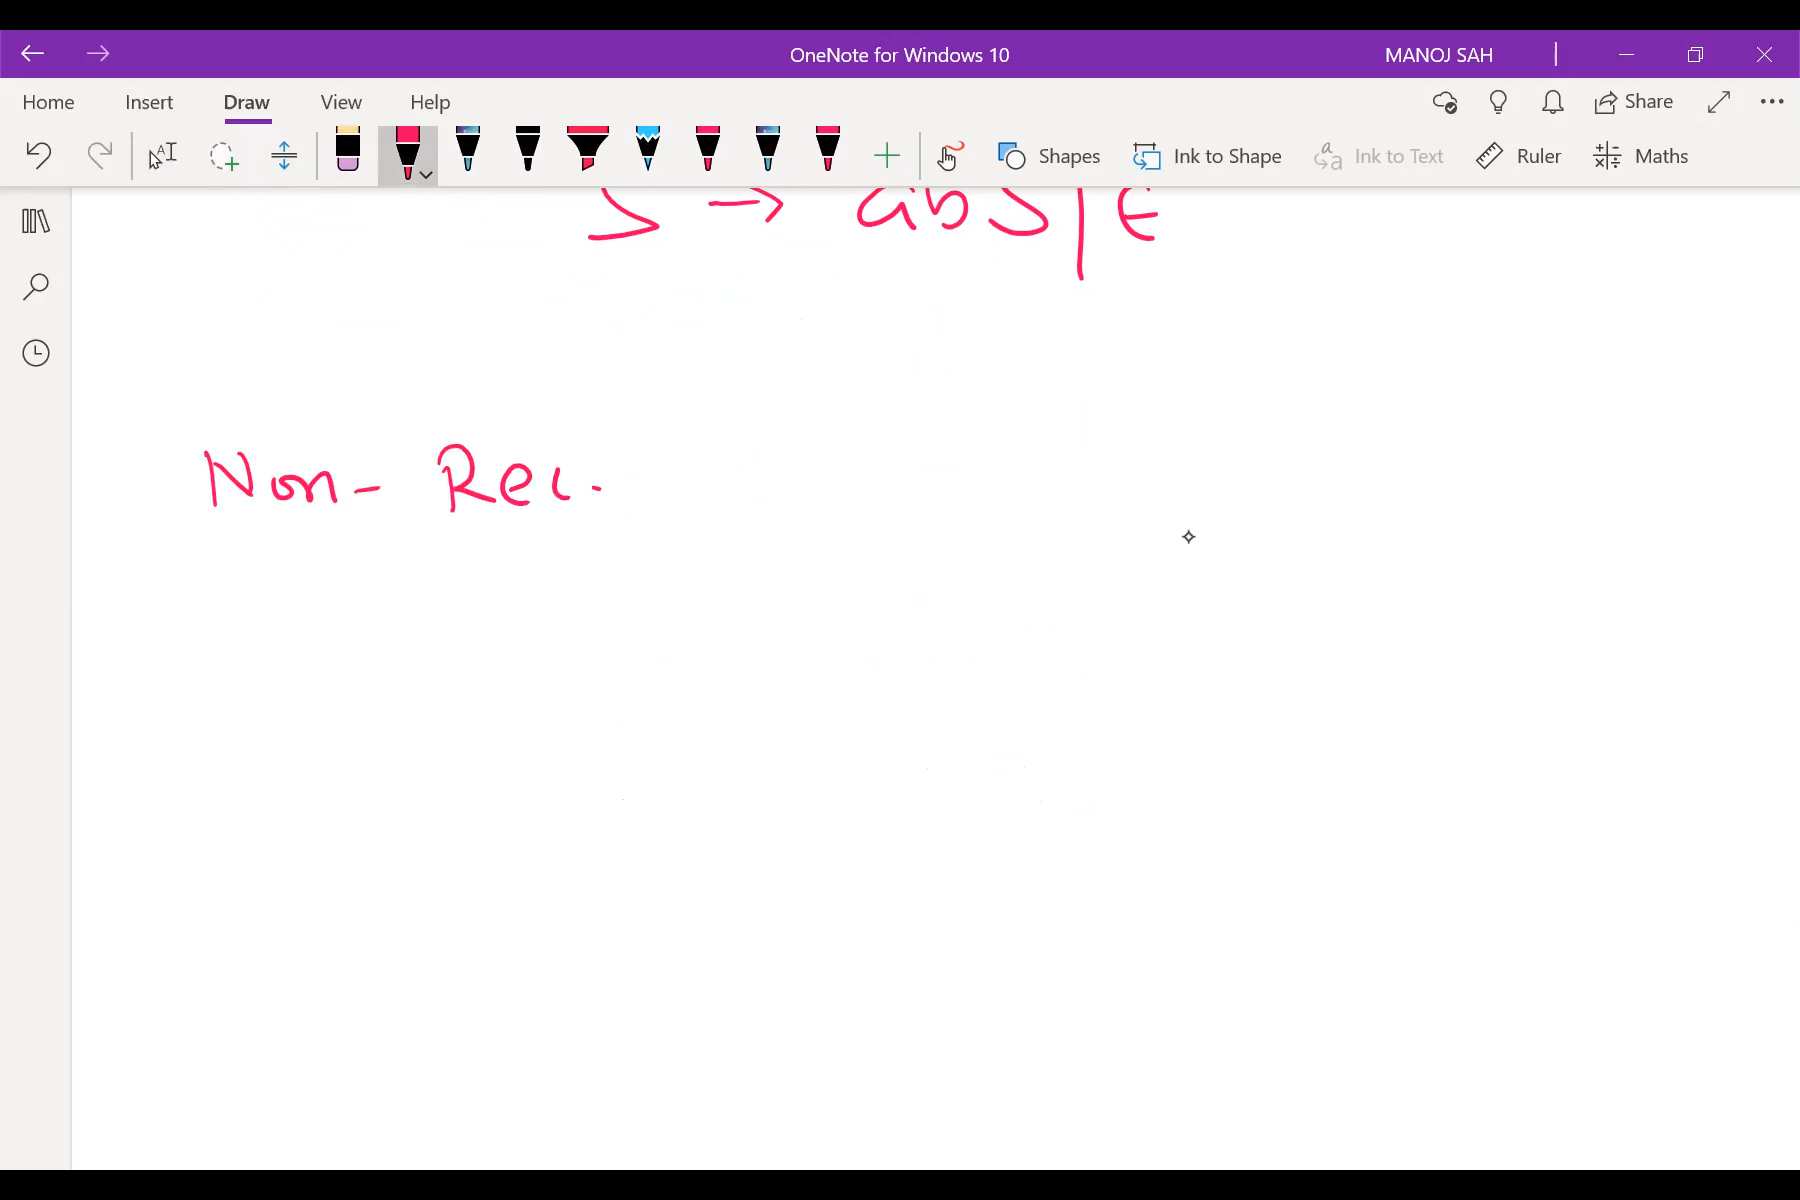 OneNote for Windows 10 MANOJ SAH
Home Insert Draw View Help Share
Shapes Ink to Shape Ink to Text Ruler Maths
S → abS | ϵ
Non- Rec.